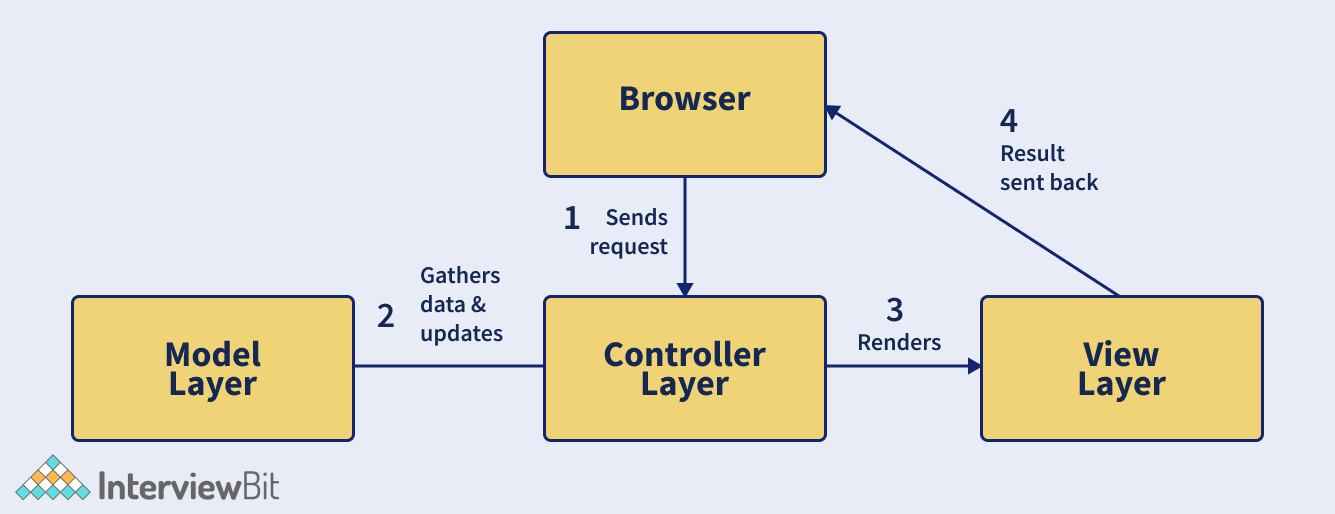 Browser
4
Result
sent back
1 Sends
request
Gathers
2 data &
updates
3
Renders
Model
Layer
Controller
Layer
View
Layer
InterviewBit